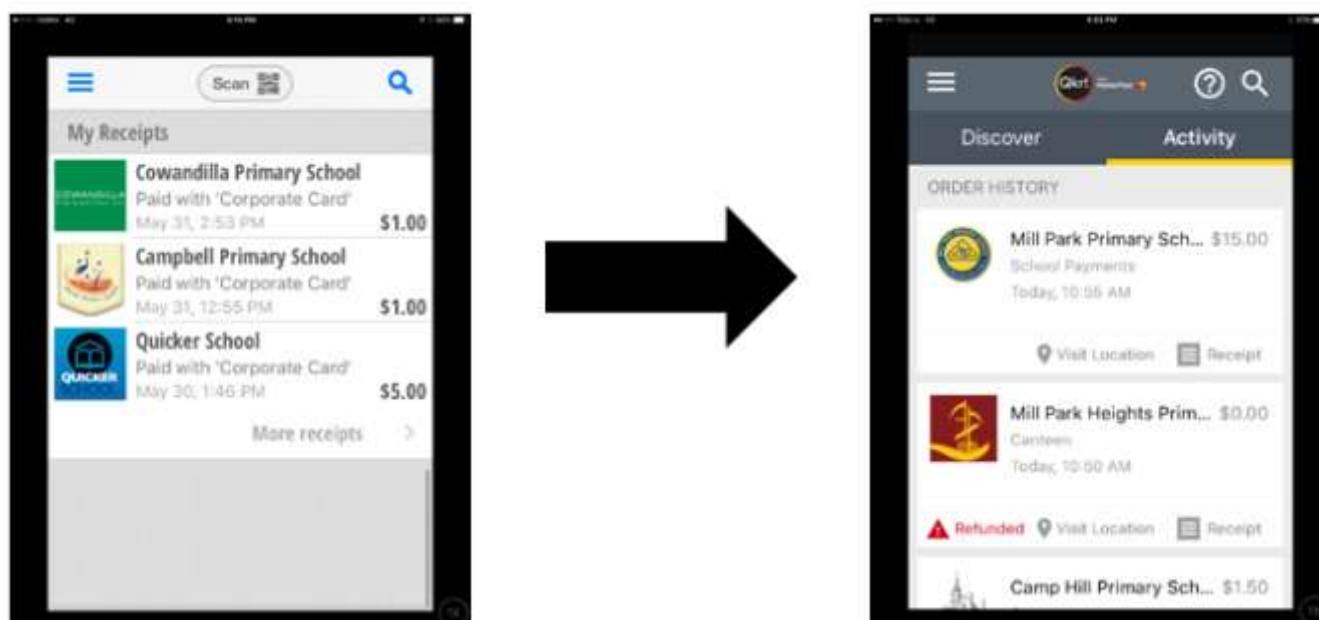 Scan
My Receipts
Cowandilla Primary School
Paid with 'Corporate Card'
May 31, 2:53 PM
$1.00
Campbell Primary School
Paid with 'Corporate Card'
May 31, 12:55 PM
$1.00
QUICKER
SCHOOL
Quicker School
Paid with 'Corporate Card'
May 30, 1:46 PM
$5.00
More receipts
Qkr!
Discover
Activity
ORDER HISTORY
Mill Park Primary Sch... $15.00
School Payments
Today, 10:55 AM
Visit Location
Receipt
Mill Park Heights Prim... $0.00
Canteen
Today, 10:50 AM
Refunded
Visit Location
Receipt
Camp Hill Primary Sch... $1.50